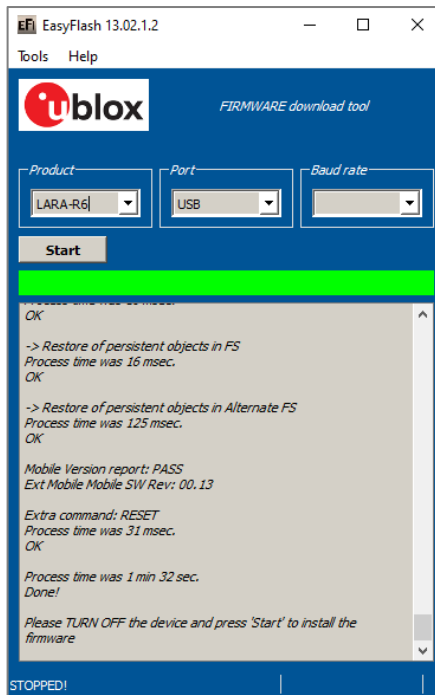 EasyFlash 13.02.1.2
Tools Help
ublox
FIRMWARE download tool
Product
Port
Baud rate
LARA-R6
USB
Start
OK
-> Restore of persistent objects in FS
Process time was 16 msec.
OK
-> Restore of persistent objects in Alternate FS
Process time was 125 msec.
OK
Mobile Version report: PASS
Ext Mobile Mobile SW Rev: 00.13
Extra command: RESET
Process time was 31 msec.
OK
Process time was 1 min 32 sec.
Done!
Please TURN OFF the device and press 'Start' to install the
firmware
STOPPED!